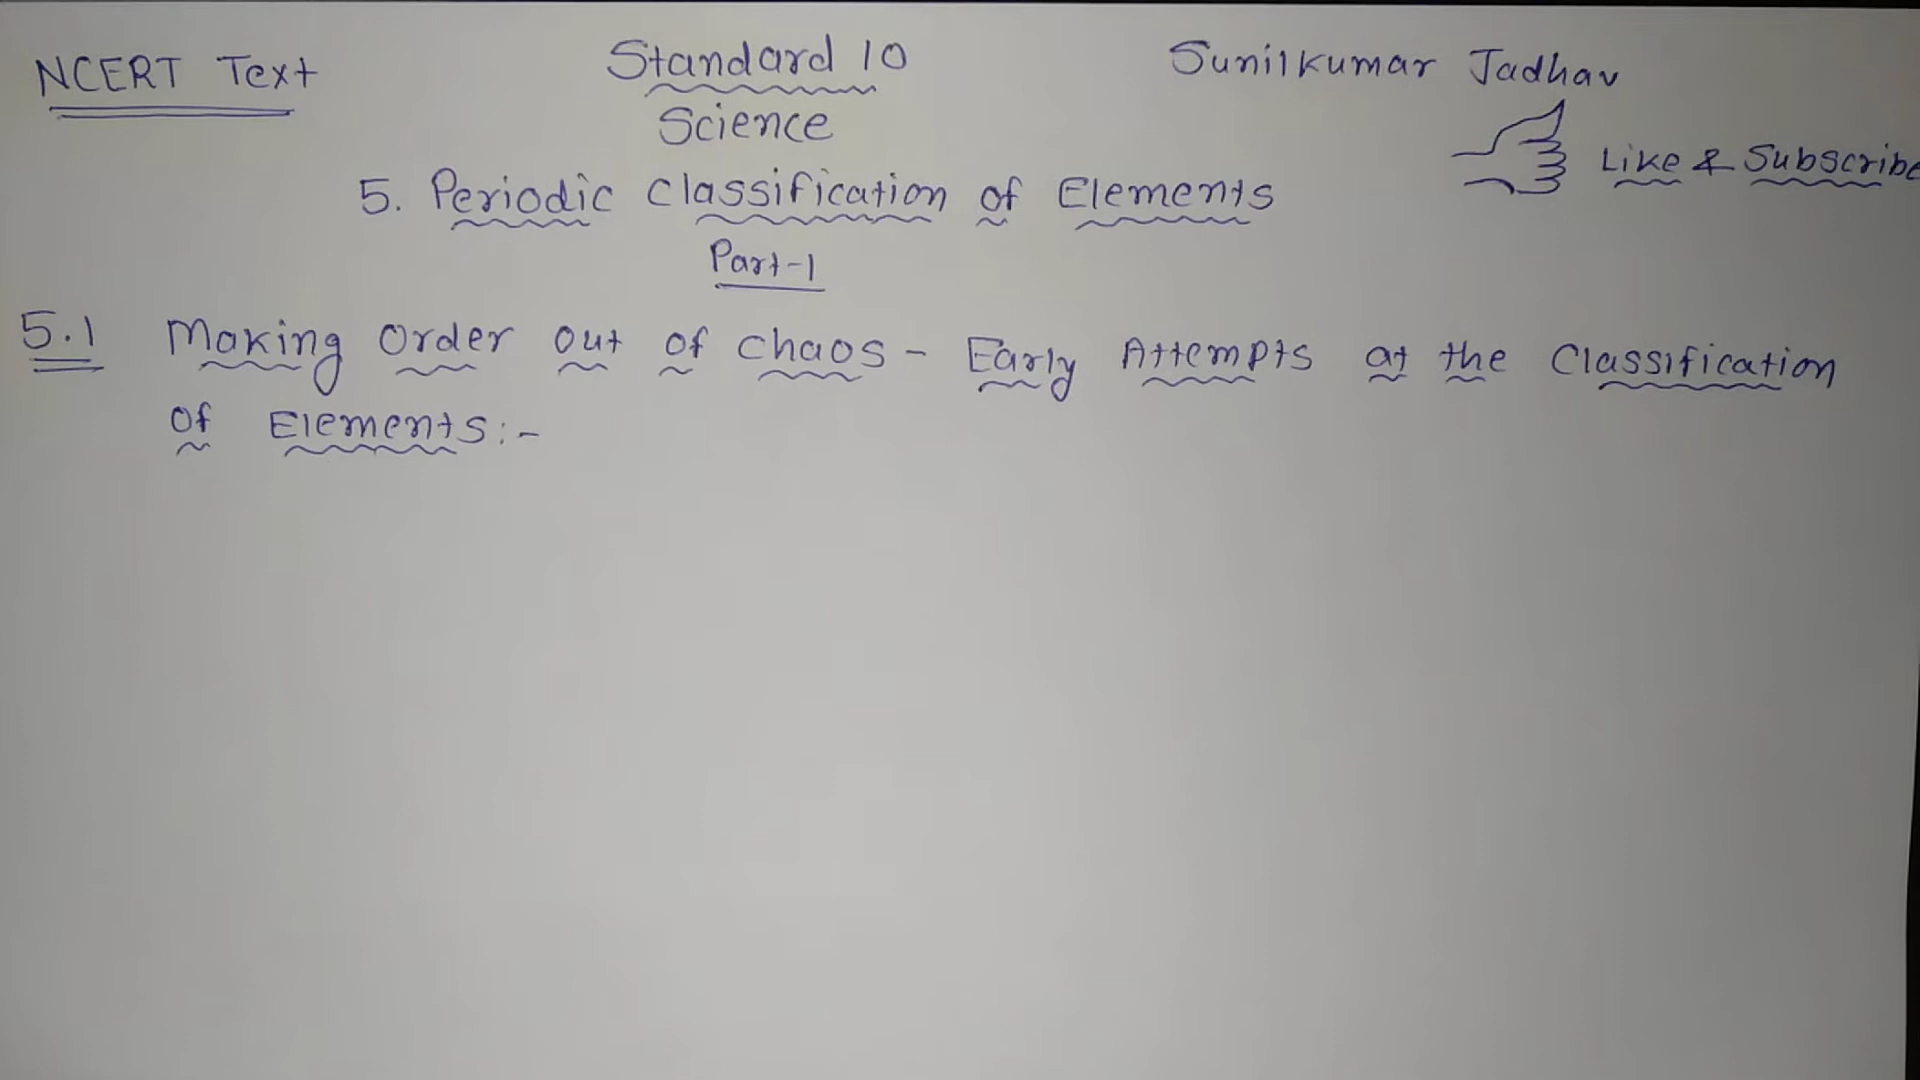 NCERT Text
Standard 10
Sunilkumar Jadhav
Science
Like & Subscribe
5. Periodic Classification of Elements
Part-1
5.1 Making Order Out of Chaos - Early Attempts at the Classification
Of Elements:-